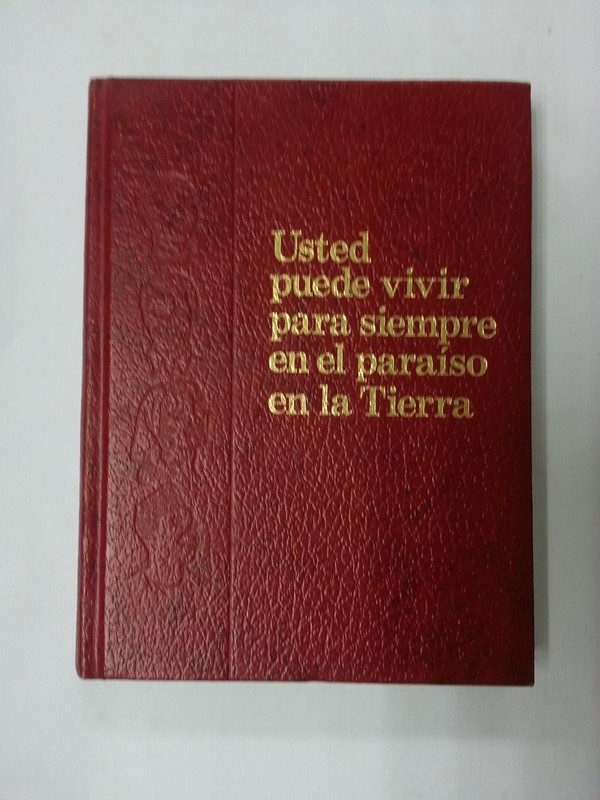 Usted
puede vivir
para siempre
en el paraíso
en la Tierra